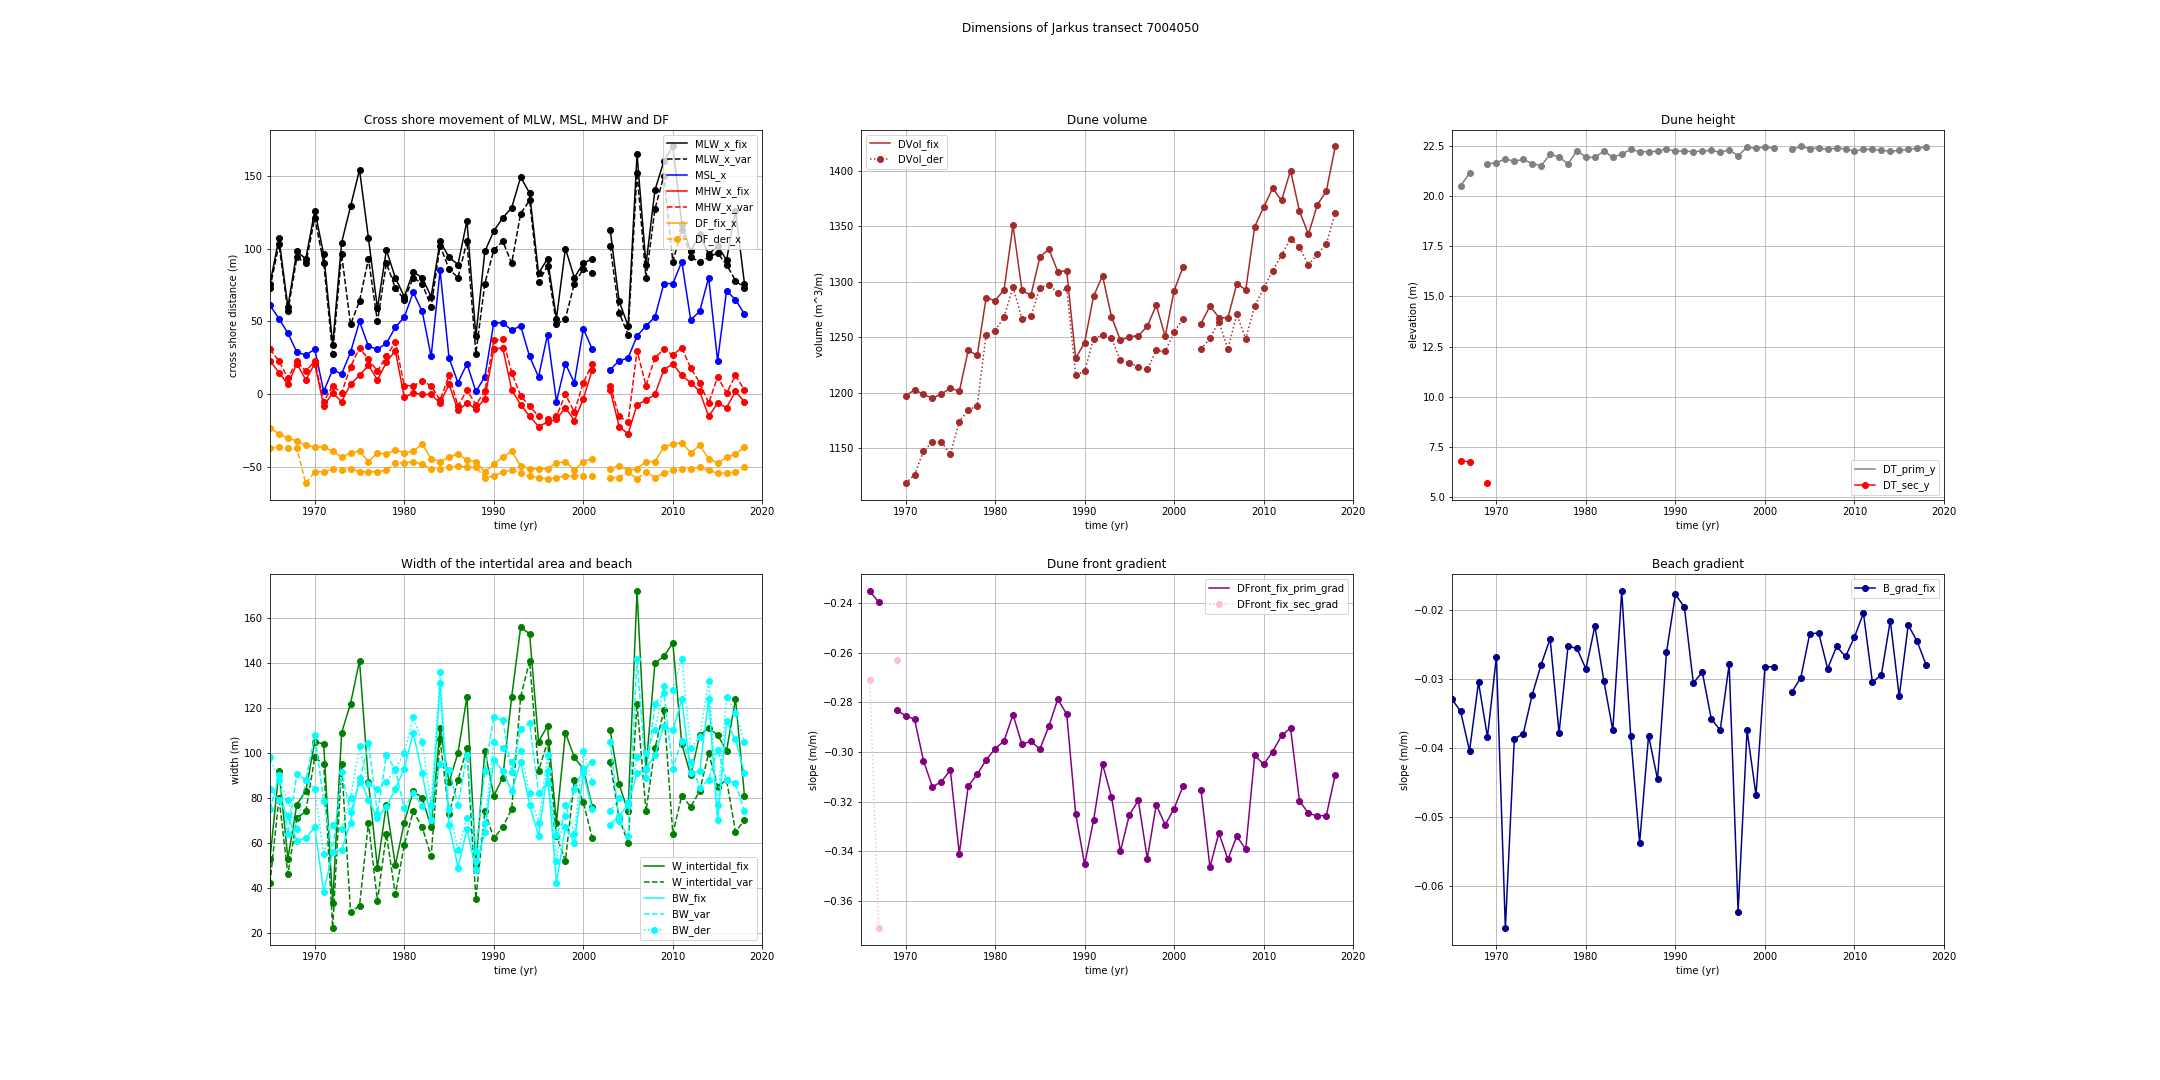 Dimensions of Jarkus transect 7004050
Cross shore movement of MLW, MSL, MHW and DF
cross shore distance (m)
150
100
50
0
−50
MLW_x_fix
MLW_x_var
MSL_x
MHW_x_fix
MHW_x_var
DF_fix_x
DF_der_x
1970 1980 1990 2000 2010 2020
time (yr)
Dune volume
volume (m^3/m)
1400
1350
1300
1250
1200
1150
DVol_fix
DVol_der
1970 1980 1990 2000 2010 2020
time (yr)
Dune height
elevation (m)
22.5
20.0
17.5
15.0
12.5
10.0
7.5
5.0
DT_prim_y
DT_sec_y
1970 1980 1990 2000 2010 2020
time (yr)
Width of the intertidal area and beach
width (m)
160
140
120
100
80
60
40
20
W_intertidal_fix
W_intertidal_var
BW_fix
BW_var
BW_der
1970 1980 1990 2000 2010 2020
time (yr)
Dune front gradient
slope (m/m)
−0.24
−0.26
−0.28
−0.30
−0.32
−0.34
−0.36
DFront_fix_prim_grad
DFront_fix_sec_grad
1970 1980 1990 2000 2010 2020
time (yr)
Beach gradient
slope (m/m)
−0.02
−0.03
−0.04
−0.05
−0.06
B_grad_fix
1970 1980 1990 2000 2010 2020
time (yr)